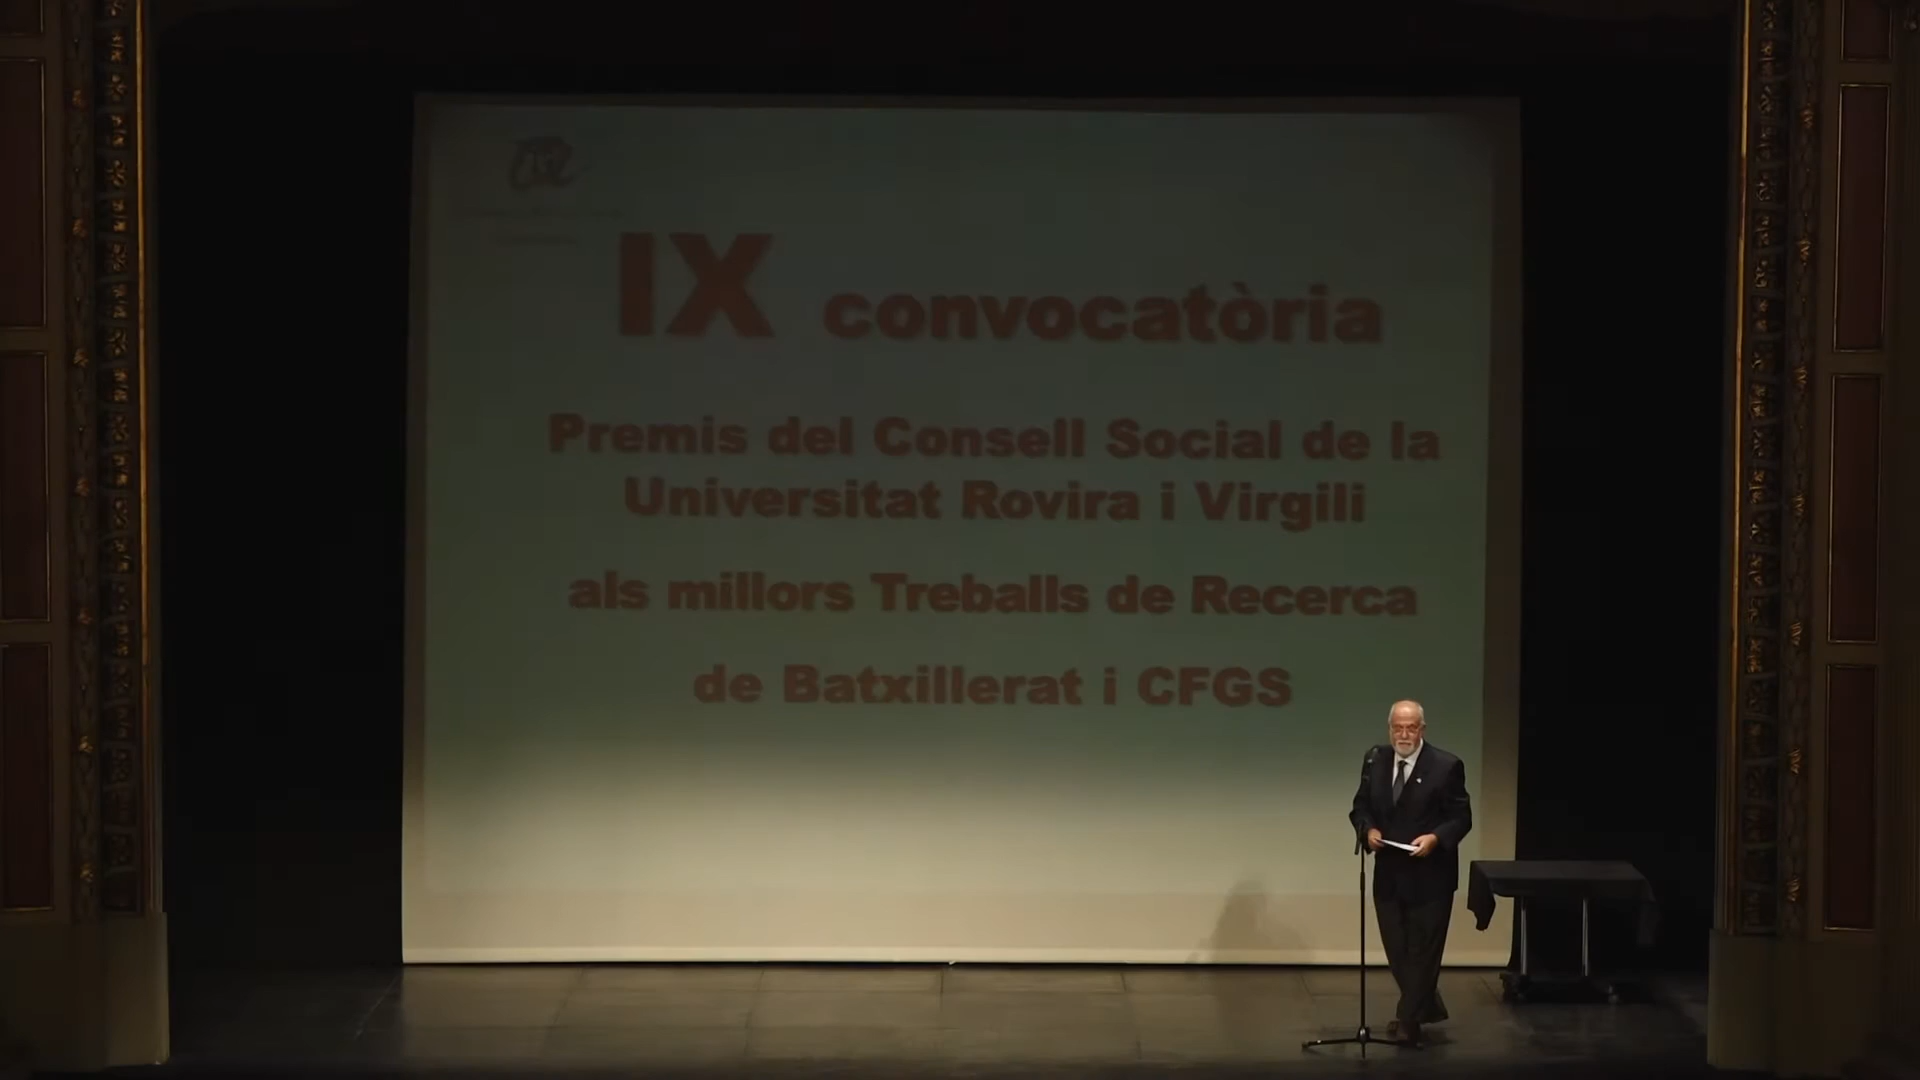 IX convocatòria
Premis del Consell Social de la
Universitat Rovira i Virgili
als millors Treballs de Recerca
de Batxillerat i CFGS